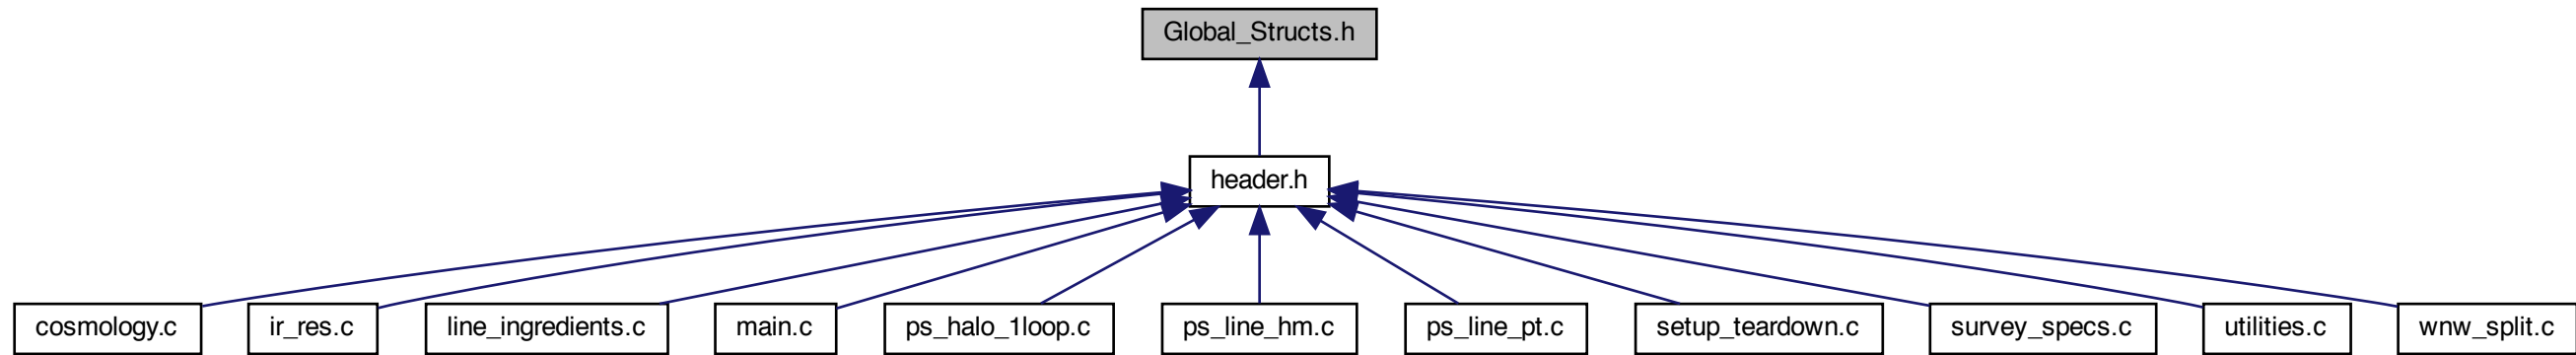 Global_Structs.h
header.h
cosmology.c
ir_res.c
line_ingredients.c
main.c
ps_halo_1loop.c
ps_line_hm.c
ps_line_pt.c
setup_teardown.c
survey_specs.c
utilities.c
wnw_split.c